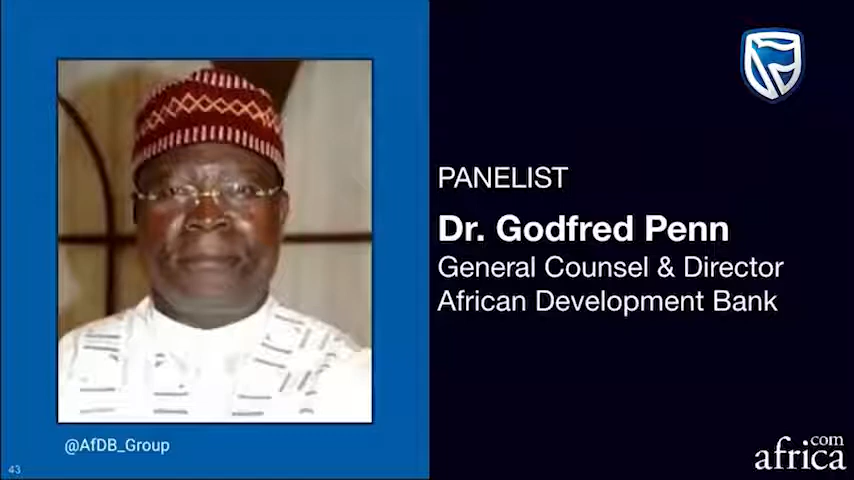 PANELIST
Dr. Godfred Penn
General Counsel & Director
African Development Bank
@AfDB_Group
43
africa.com